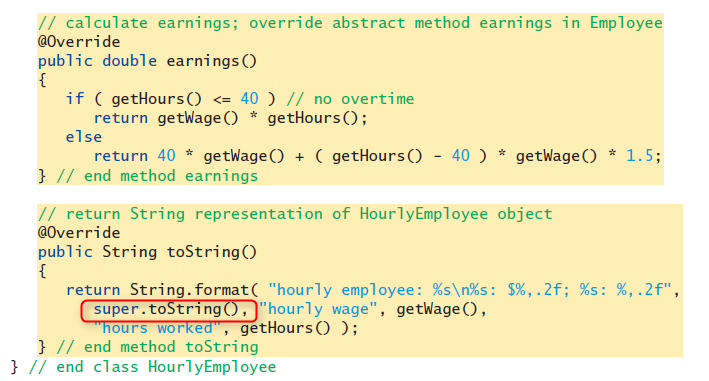 // calculate earnings; override abstract method earnings in Employee
@Override
public double earnings()
{
if ( getHours() <= 40 ) // no overtime
return getWage() * getHours();
else
return 40 * getWage() + ( getHours() - 40 ) * getWage() * 1.5;
} // end method earnings
// return String representation of HourlyEmployee object
@Override
public String toString()
{
return String.format( "hourly employee: %s\n%s: $%,.2f; %s: %,.2f",
super.toString(), "hourly wage", getWage(),
"hours worked", getHours() );
} // end method toString
} // end class HourlyEmployee